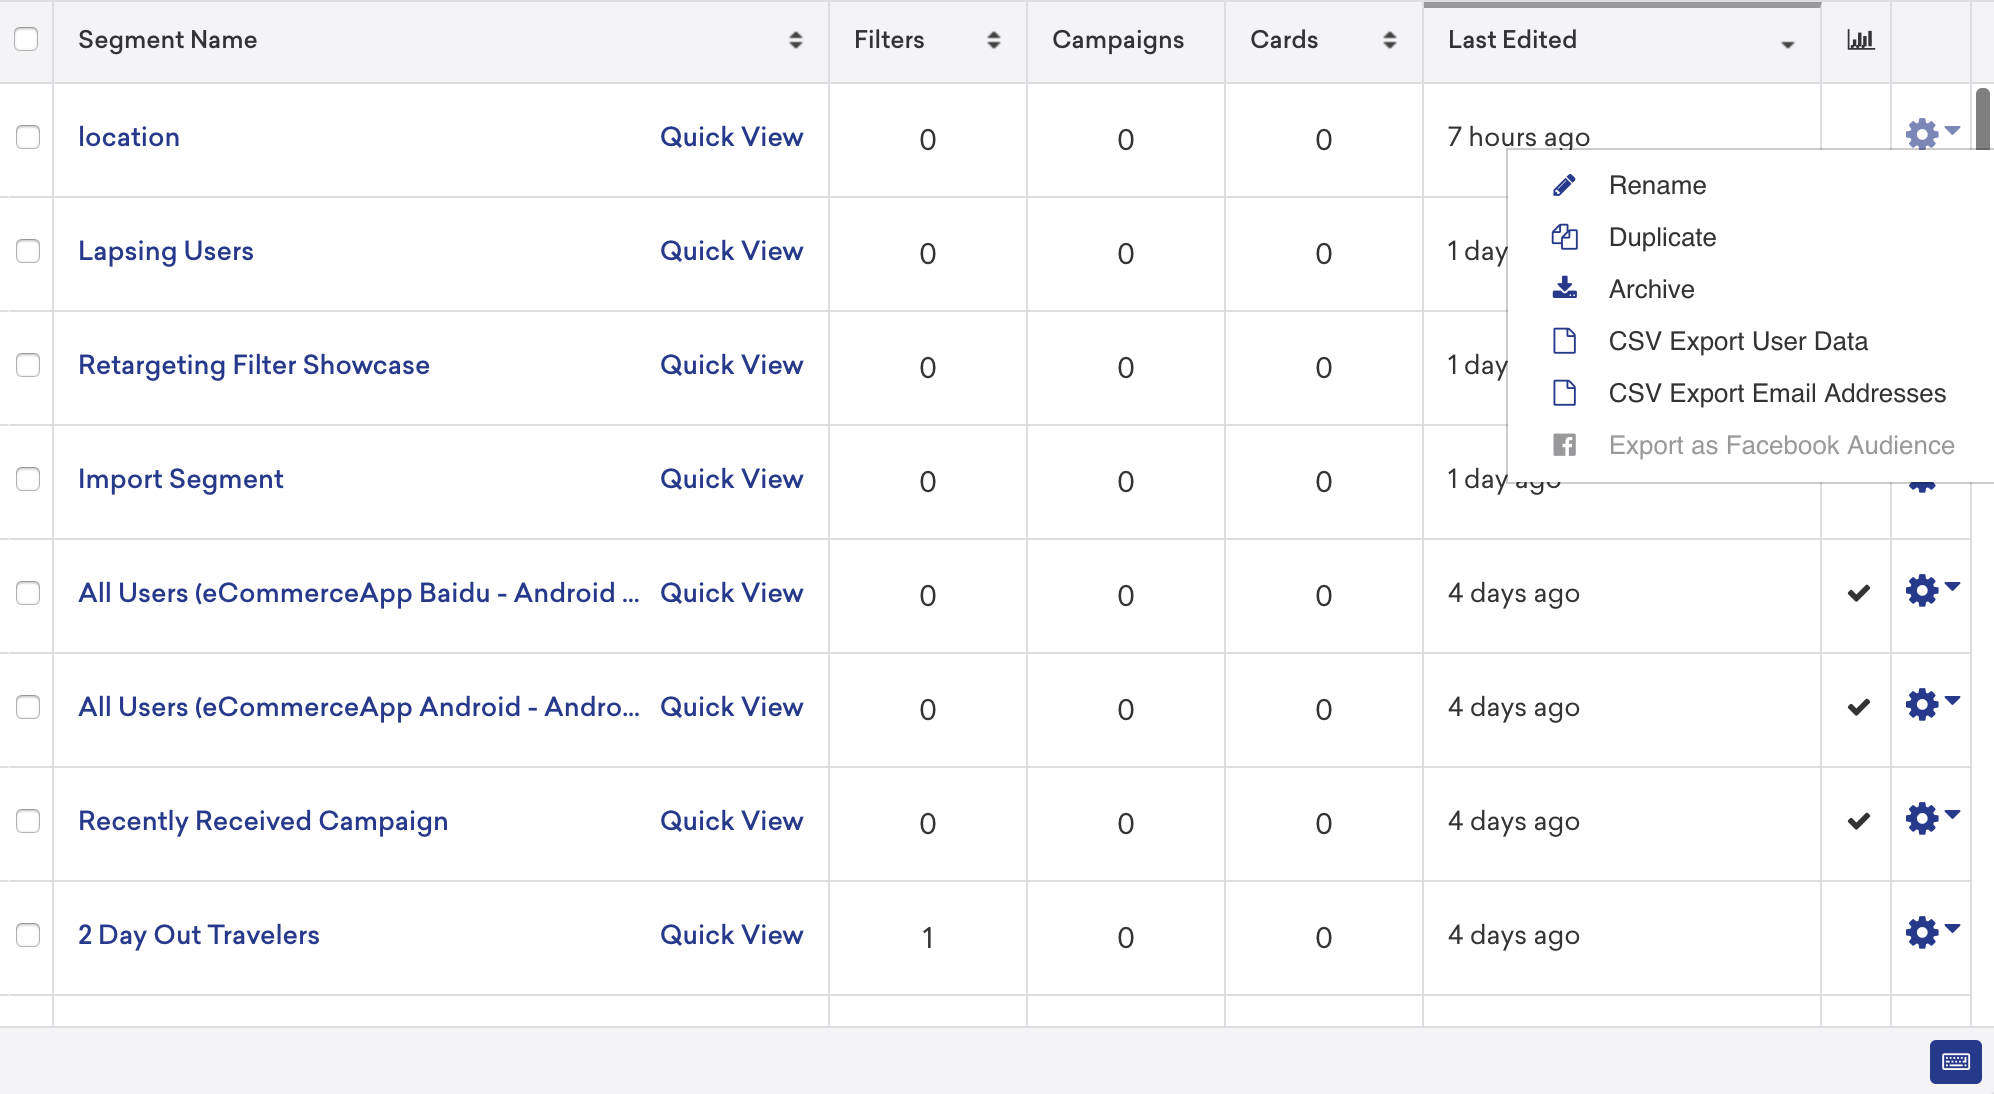 Segment Name Filters Campaigns Cards Last Edited
location Quick View 0 0 0 7 hours ago
Rename
Duplicate
Archive
CSV Export User Data
CSV Export Email Addresses
Export as Facebook Audience
Lapsing Users Quick View 0 0 0 1 day
Retargeting Filter Showcase Quick View 0 0 0 1 day
Import Segment Quick View 0 0 0 1 day ago
All Users (eCommerceApp Baidu - Android ... Quick View 0 0 0 4 days ago
All Users (eCommerceApp Android - Andro... Quick View 0 0 0 4 days ago
Recently Received Campaign Quick View 0 0 0 4 days ago
2 Day Out Travelers Quick View 1 0 0 4 days ago